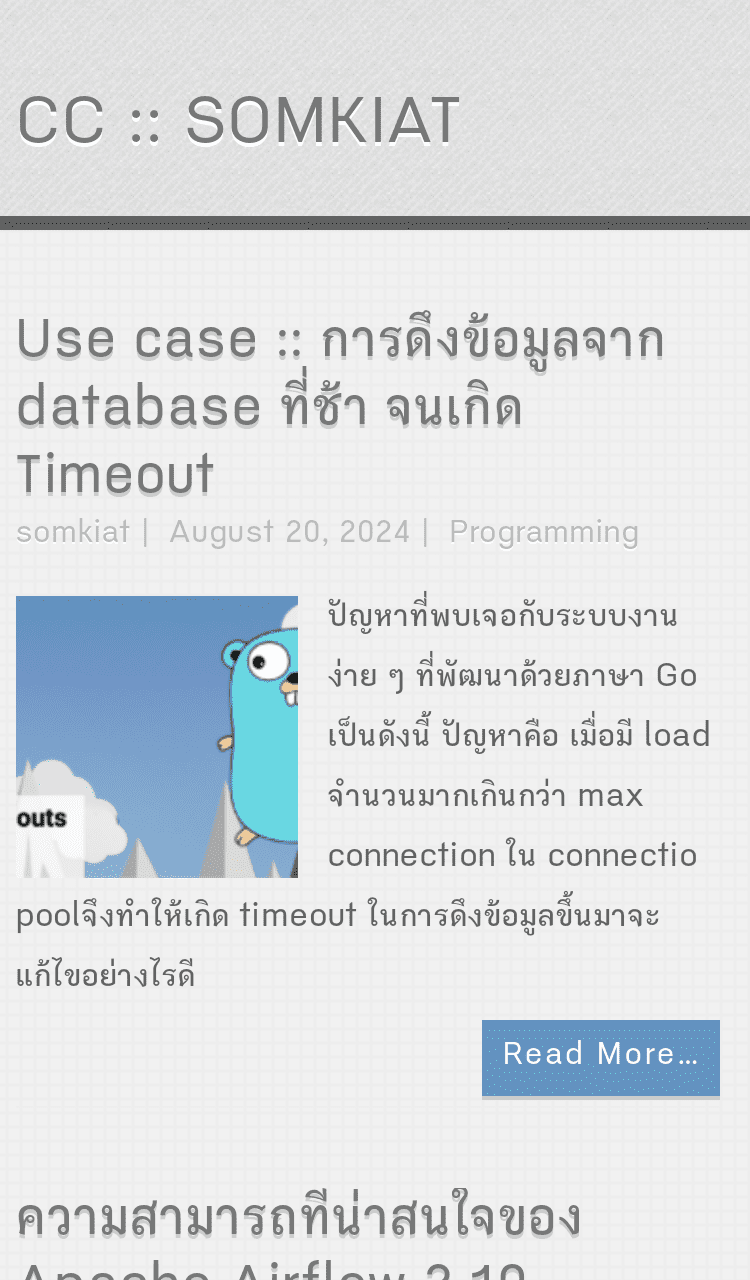 CC :: SOMKIAT
Use case :: การดึงข้อมูลจาก
database ที่ช้า จนเกิด
Timeout
somkiat | August 20, 2024 | Programming
ปัญหาที่พบเจอกับระบบงาน
ง่าย ๆ ที่พัฒนาด้วยภาษา Go
เป็นดังนี้ ปัญหาคือ เมื่อมี load
จำนวนมากเกินกว่า max
connection ใน connectio
outs
poolจึงทำให้เกิด timeout ในการดึงข้อมูลขึ้นมาจะ
แก้ไขอย่างไรดี
Read More…
ความสามารถที่น่าสนใจของ
Apache Airflow 2.10